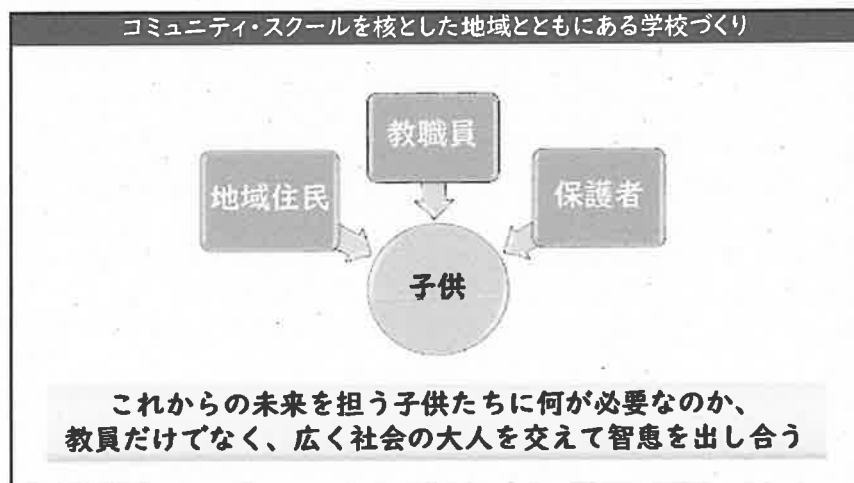 コミュニティ・スクールを核とした地域とともにある学校づくり
教職員
地域住民
保護者
子供
これからの未来を担う子供たちに何が必要なのか、
教員だけでなく、広く社会の大人を交えて智恵を出し合う